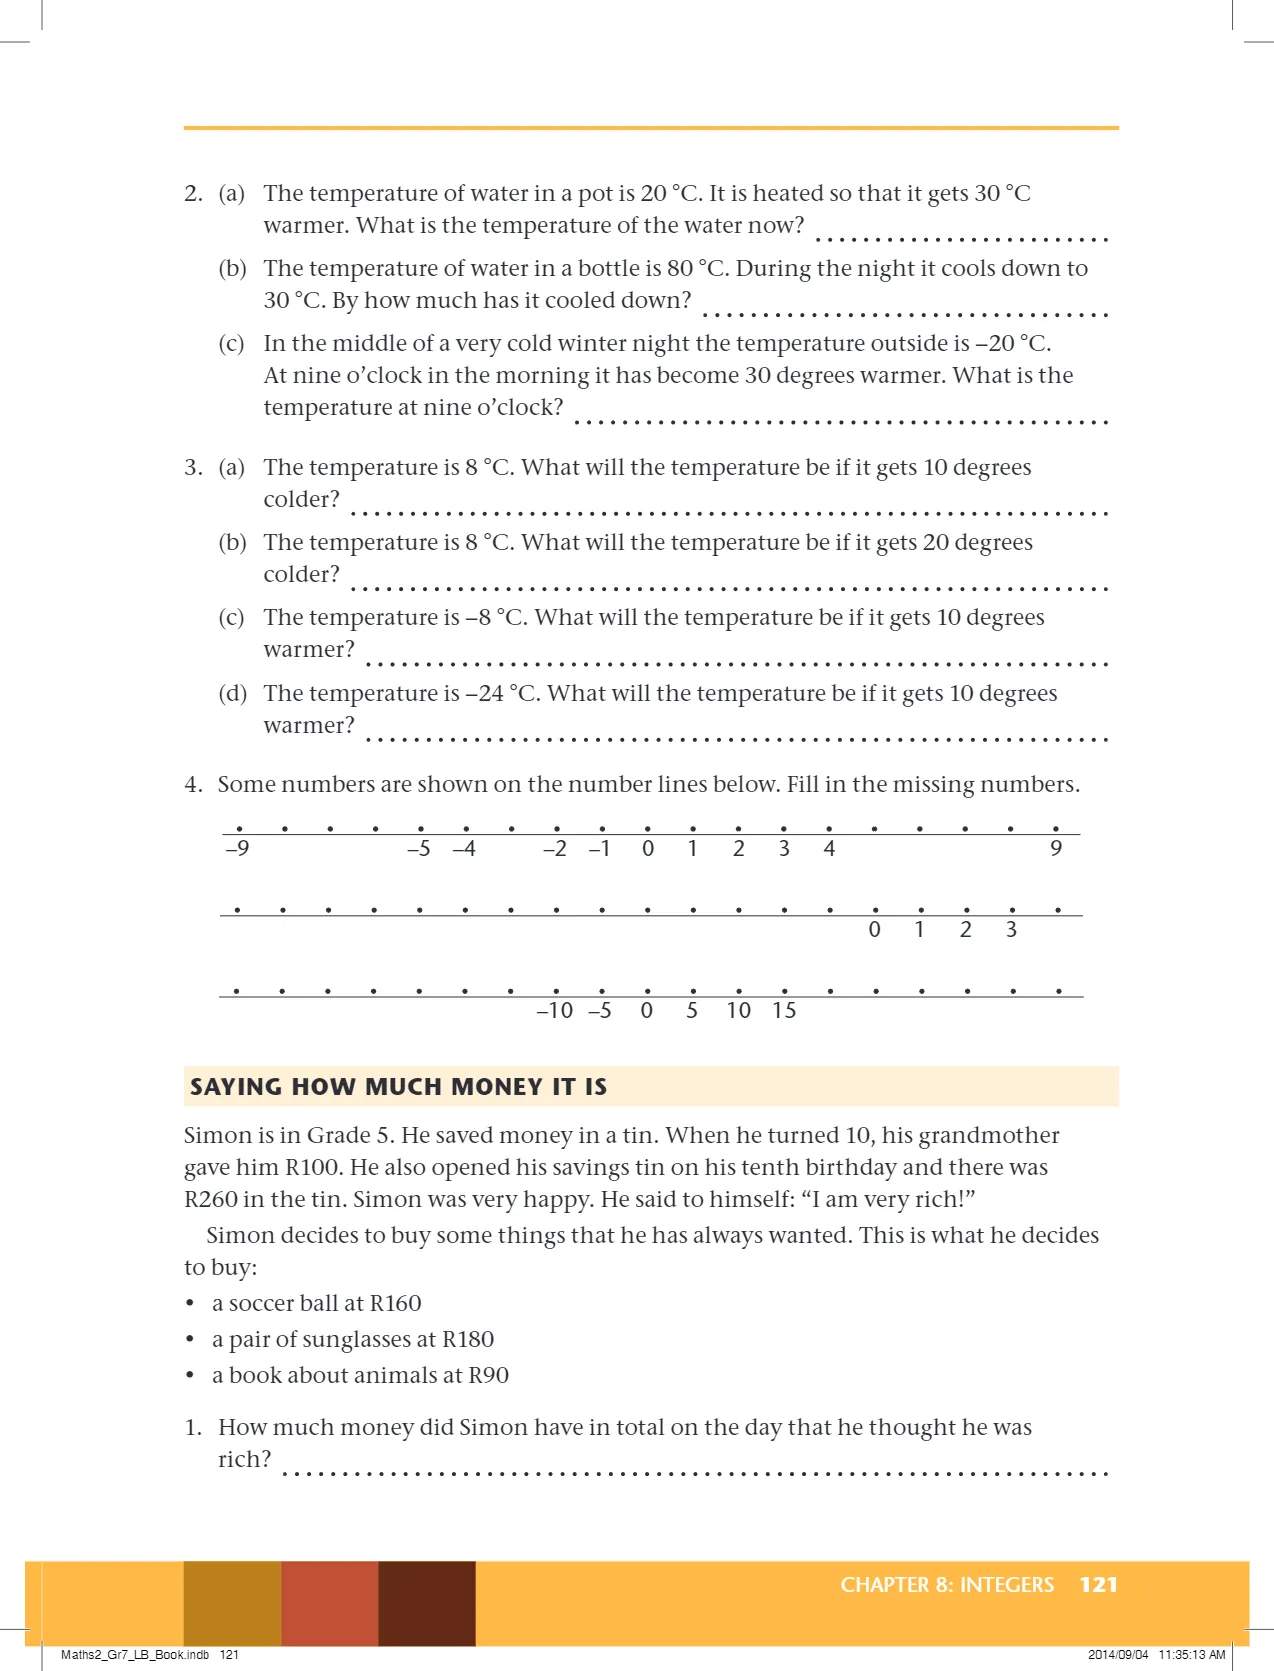 2. (a) The temperature of water in a pot is 20 °C. It is heated so that it gets 30 °C
warmer. What is the temperature of the water now?
(b) The temperature of water in a bottle is 80 °C. During the night it cools down to
30 °C. By how much has it cooled down?
(c) In the middle of a very cold winter night the temperature outside is –20 °C.
At nine o’clock in the morning it has become 30 degrees warmer. What is the
temperature at nine o’clock?
3. (a) The temperature is 8 °C. What will the temperature be if it gets 10 degrees
colder?
(b) The temperature is 8 °C. What will the temperature be if it gets 20 degrees
colder?
(c) The temperature is –8 °C. What will the temperature be if it gets 10 degrees
warmer?
(d) The temperature is –24 °C. What will the temperature be if it gets 10 degrees
warmer?
4. Some numbers are shown on the number lines below. Fill in the missing numbers.
–9 –5 –4 –2 –1 0 1 2 3 4 9
0 1 2 3
–10 –5 0 5 10 15
SAYING HOW MUCH MONEY IT IS
Simon is in Grade 5. He saved money in a tin. When he turned 10, his grandmother
gave him R100. He also opened his savings tin on his tenth birthday and there was
R260 in the tin. Simon was very happy. He said to himself: “I am very rich!”
Simon decides to buy some things that he has always wanted. This is what he decides
to buy:
• a soccer ball at R160
• a pair of sunglasses at R180
• a book about animals at R90
1. How much money did Simon have in total on the day that he thought he was
rich?
CHAPTER 8: INTEGERS 121
Maths2_Gr7_LB_Book.indb 121 2014/09/04 11:35:13 AM